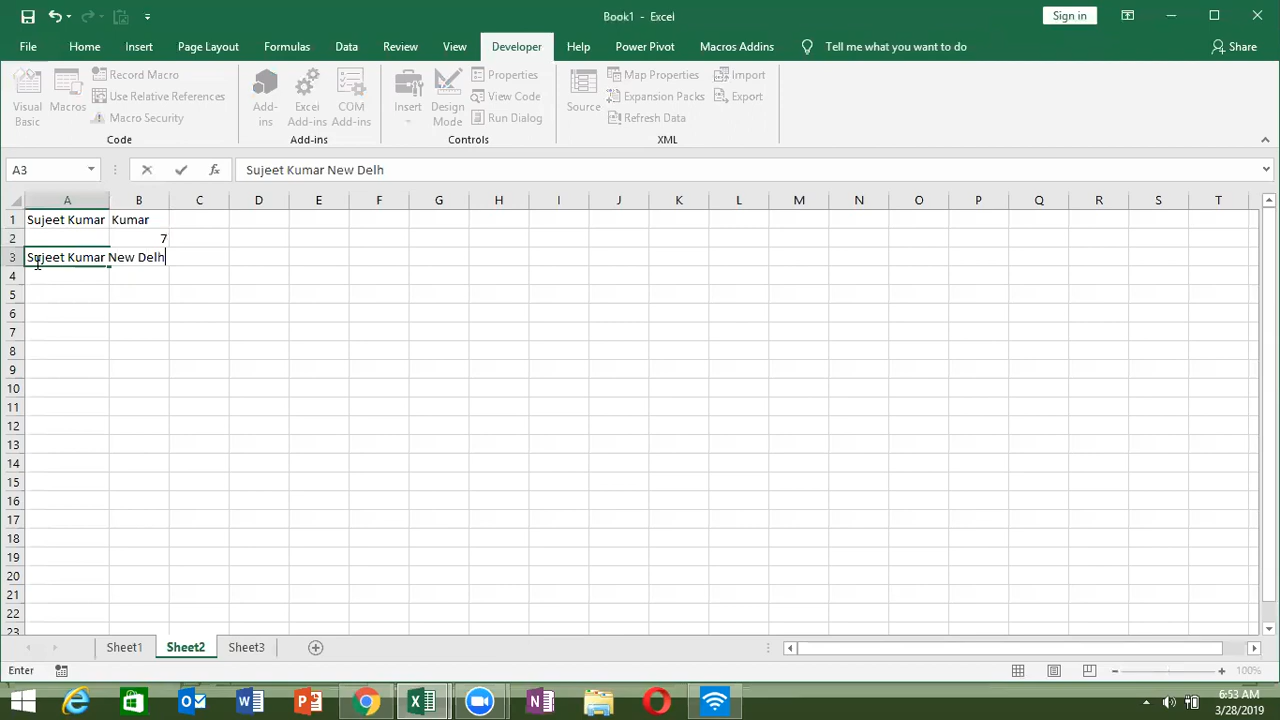 Book1 - Excel
Sign in
File Home Insert Page Layout Formulas Data Review View Developer Help Power Pivot Macros Addins Tell me what you want to do Share
Visual Basic
Macros
Record Macro
Use Relative References
Macro Security
Code
Add-ins
Excel Add-ins
COM Add-ins
Add-ins
Insert
Design Mode
Properties
View Code
Run Dialog
Controls
Source
Map Properties
Expansion Packs
Refresh Data
Import
Export
XML
A3 fx Sujeet Kumar New Delh
A B C D E F G H I J K L M N O P Q R S T
1 Sujeet Kumar Kumar
2 7
3 Sujeet Kumar New Delh
4
5
6
7
8
9
10
11
12
13
14
15
16
17
18
19
20
21
22
23
Sheet1 Sheet2 Sheet3
Enter 100%
6:53 AM
3/28/2019